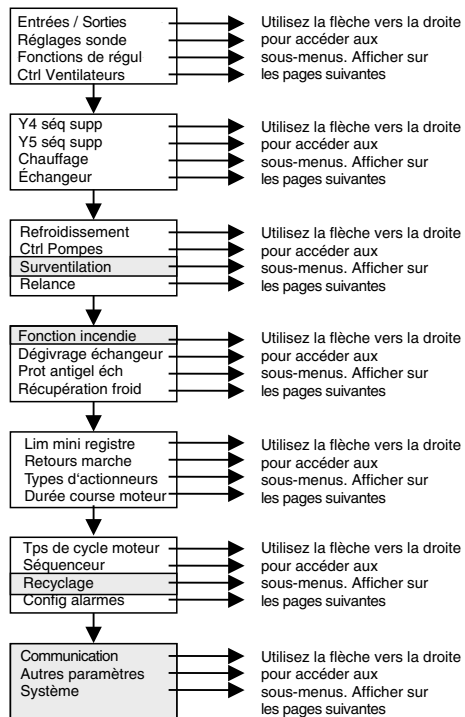 Entrées / Sorties
Réglages sonde
Fonctions de régul
Ctrl Ventilateurs
Utilisez la flèche vers la droite
pour accéder aux
sous-menus. Afficher sur
les pages suivantes
Y4 séq supp
Y5 séq supp
Chauffage
Échangeur
Utilisez la flèche vers la droite
pour accéder aux
sous-menus. Afficher sur
les pages suivantes
Refroidissement
Ctrl Pompes
Surventilation
Relance
Utilisez la flèche vers la droite
pour accéder aux
sous-menus. Afficher sur
les pages suivantes
Fonction incendie
Dégivrage échangeur
Prot antigel éch
Récupération froid
Utilisez la flèche vers la droite
pour accéder aux
sous-menus. Afficher sur
les pages suivantes
Lim mini registre
Retours marche
Types d‘actionneurs
Durée course moteur
Utilisez la flèche vers la droite
pour accéder aux
sous-menus. Afficher sur
les pages suivantes
Tps de cycle moteur
Séquenceur
Recyclage
Config alarmes
Utilisez la flèche vers la droite
pour accéder aux
sous-menus. Afficher sur
les pages suivantes
Communication
Autres paramètres
Système
Utilisez la flèche vers la droite
pour accéder aux
sous-menus. Afficher sur
les pages suivantes